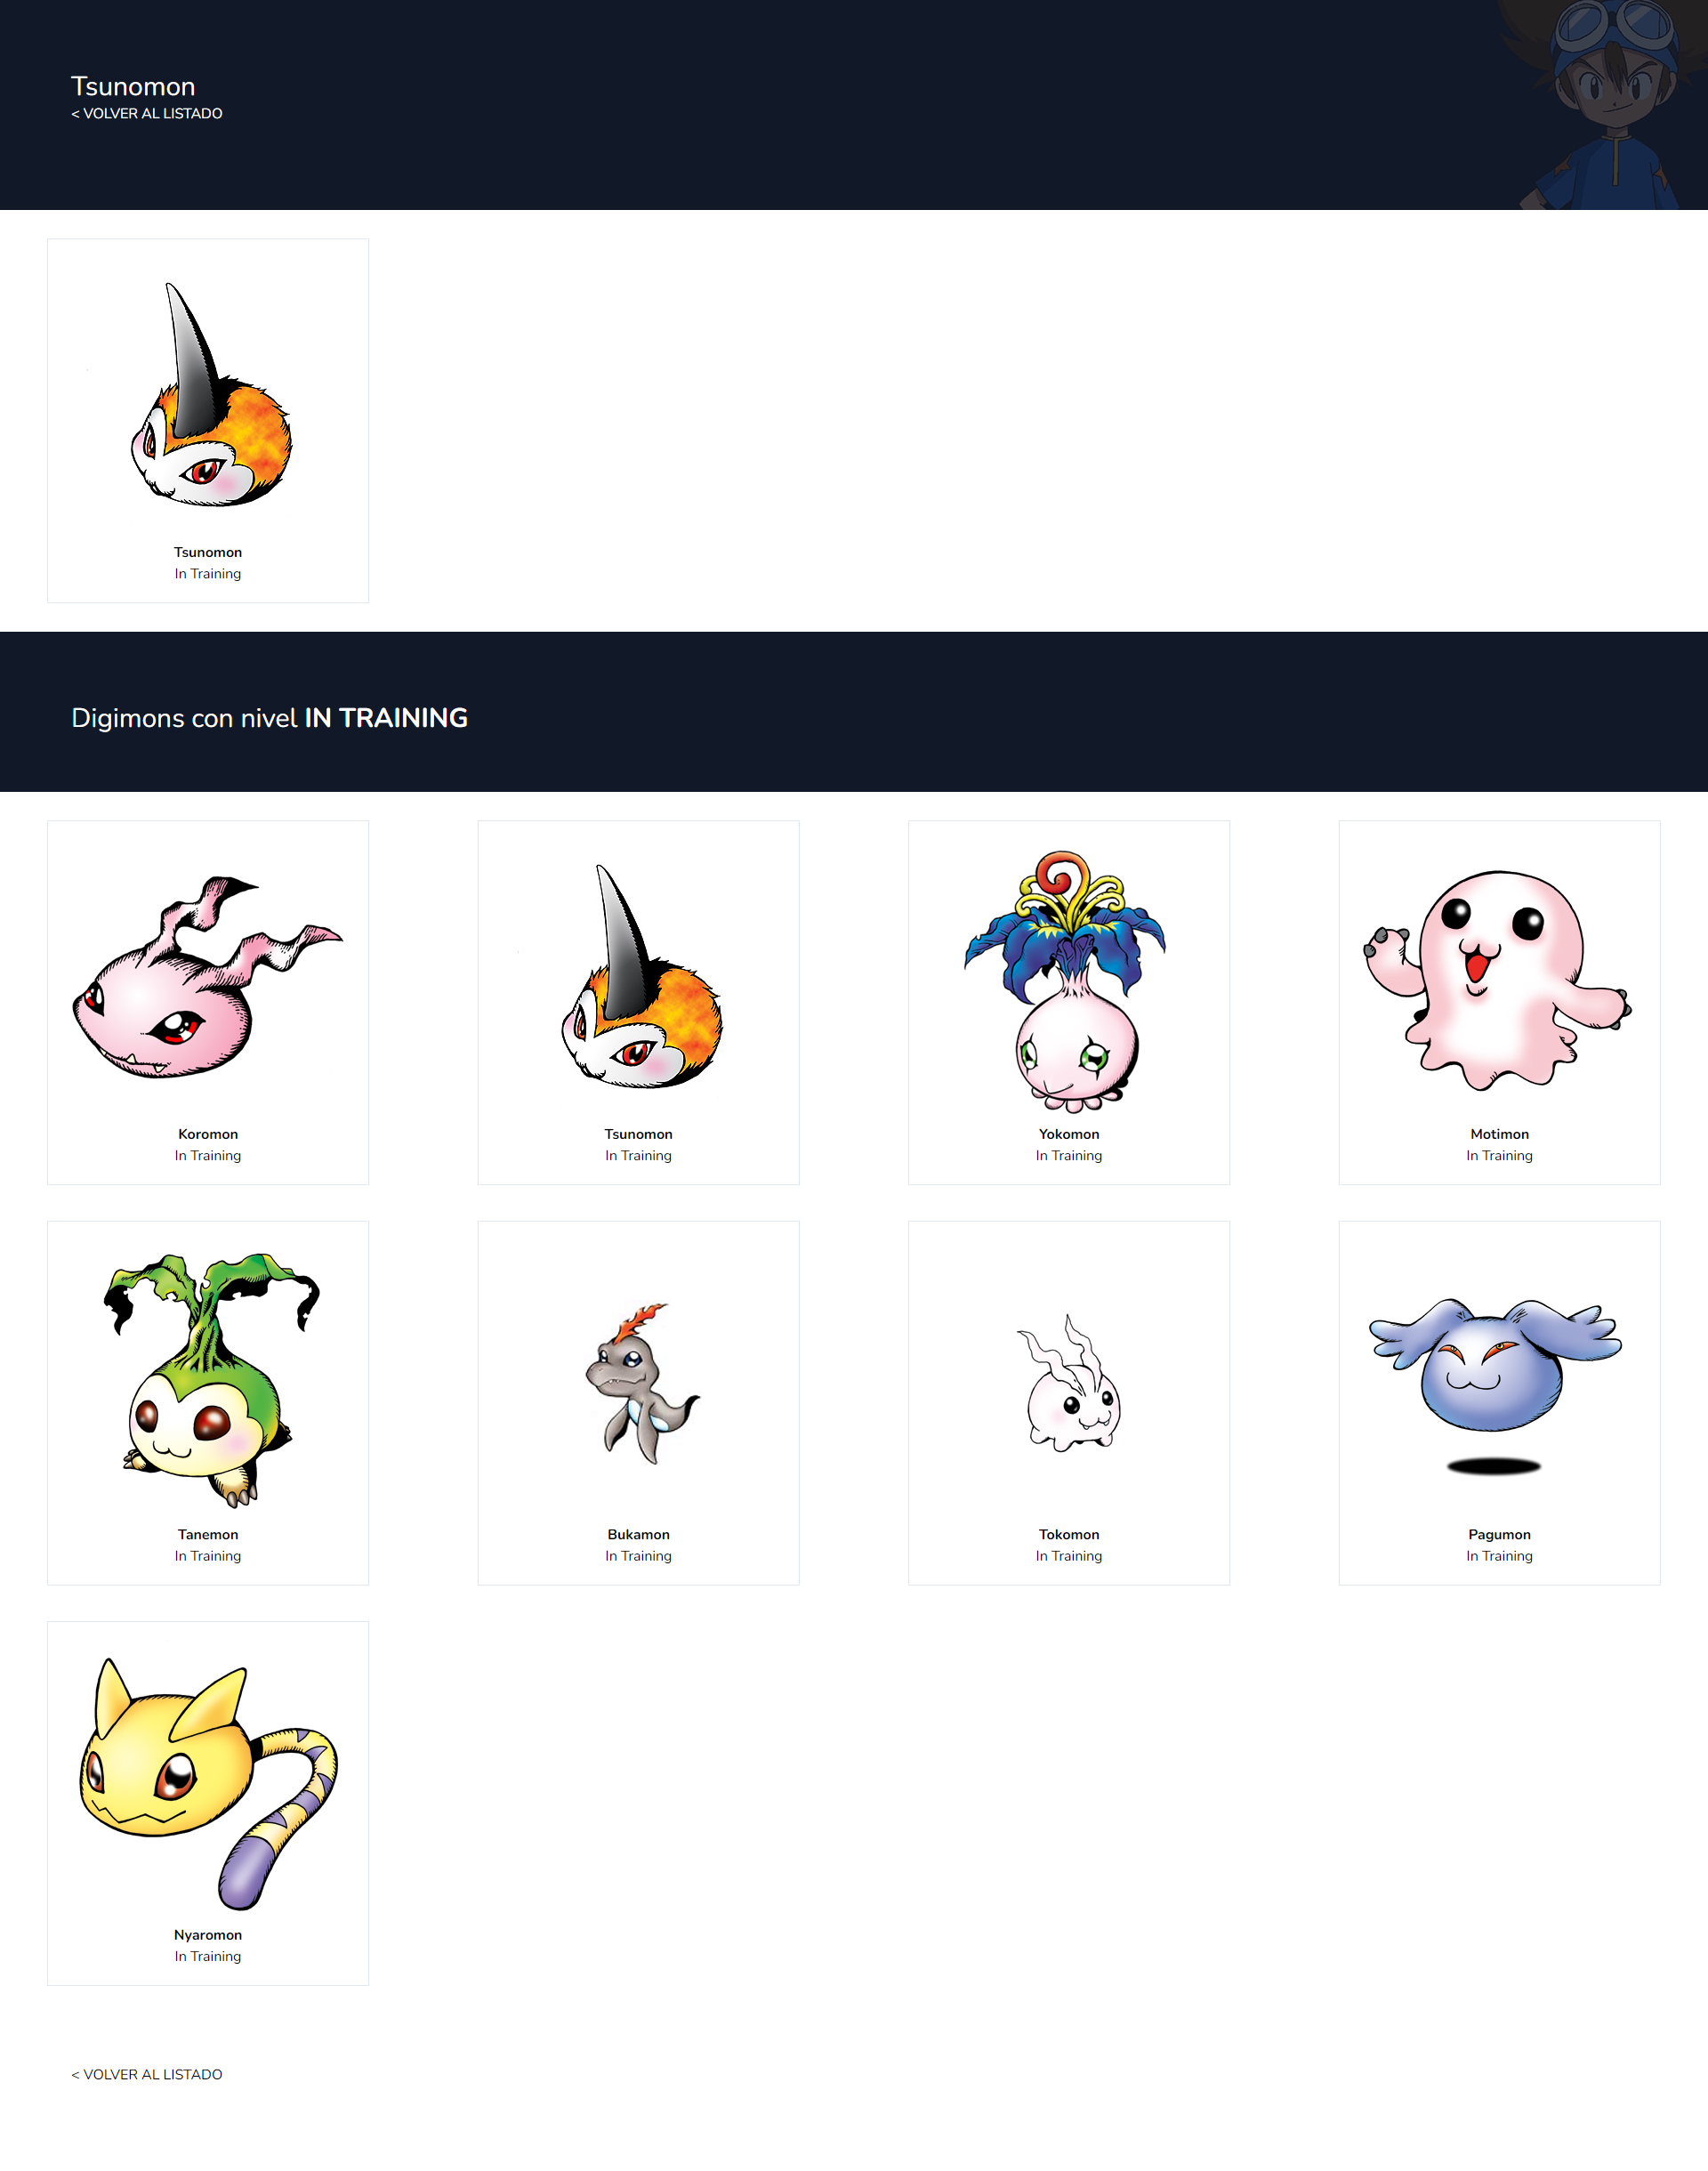 Tsunomon
< VOLVER AL LISTADO
Tsunomon
In Training
Digimons con nivel IN TRAINING
Koromon
In Training
Tsunomon
In Training
Yokomon
In Training
Motimon
In Training
Tanemon
In Training
Bukamon
In Training
Tokomon
In Training
Pagumon
In Training
Nyaromon
In Training
< VOLVER AL LISTADO